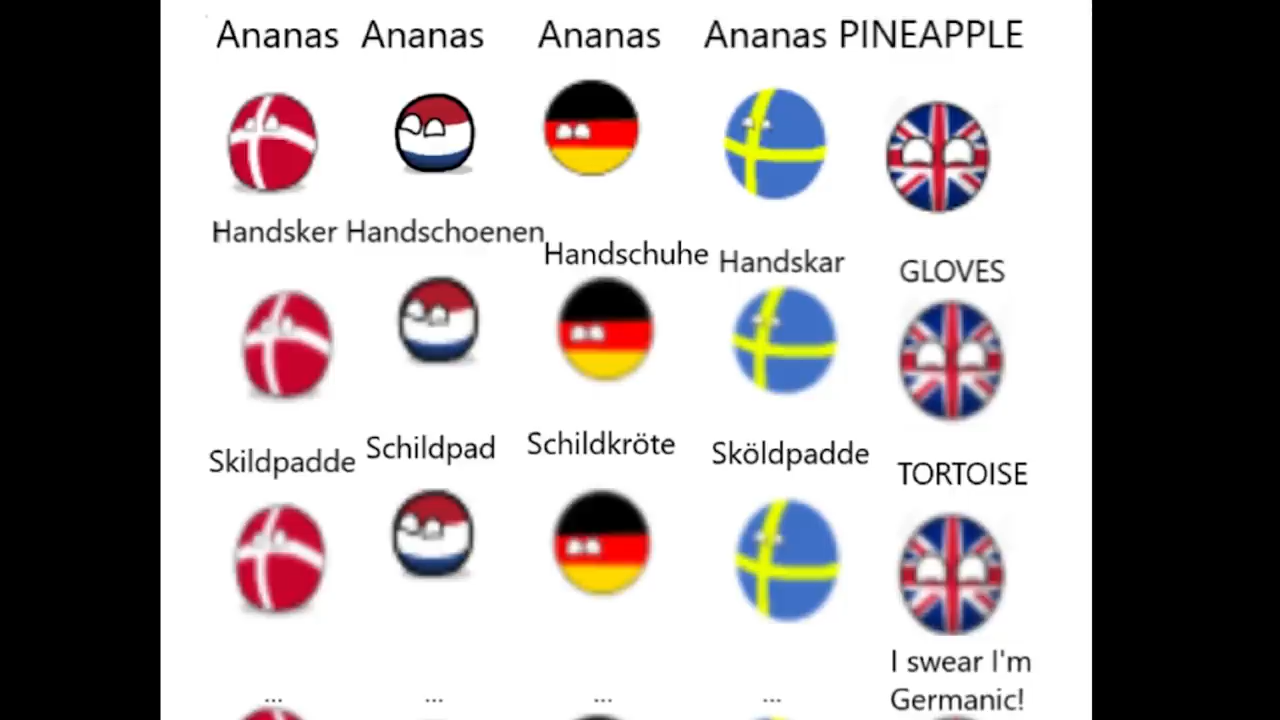 Ananas Ananas Ananas Ananas PINEAPPLE
Handsker Handschoenen Handschuhe Handskar GLOVES
Skildpadde Schildpad Schildkröte Sköldpadde TORTOISE
... ... ... ... I swear I'm
Germanic!